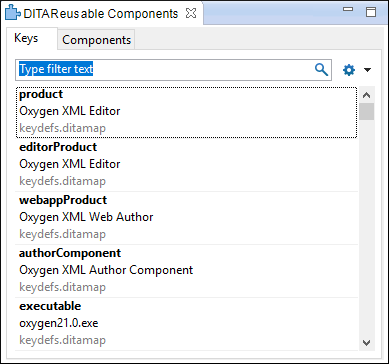 DITAReusable Components
Keys
Components
Type filter text
product
Oxygen XML Editor
keydefs.ditamap
editorProduct
Oxygen XML Editor
keydefs.ditamap
webappProduct
Oxygen XML Web Author
keydefs.ditamap
authorComponent
Oxygen XML Author Component
keydefs.ditamap
executable
oxygen21.0.exe
keydefs.ditamap